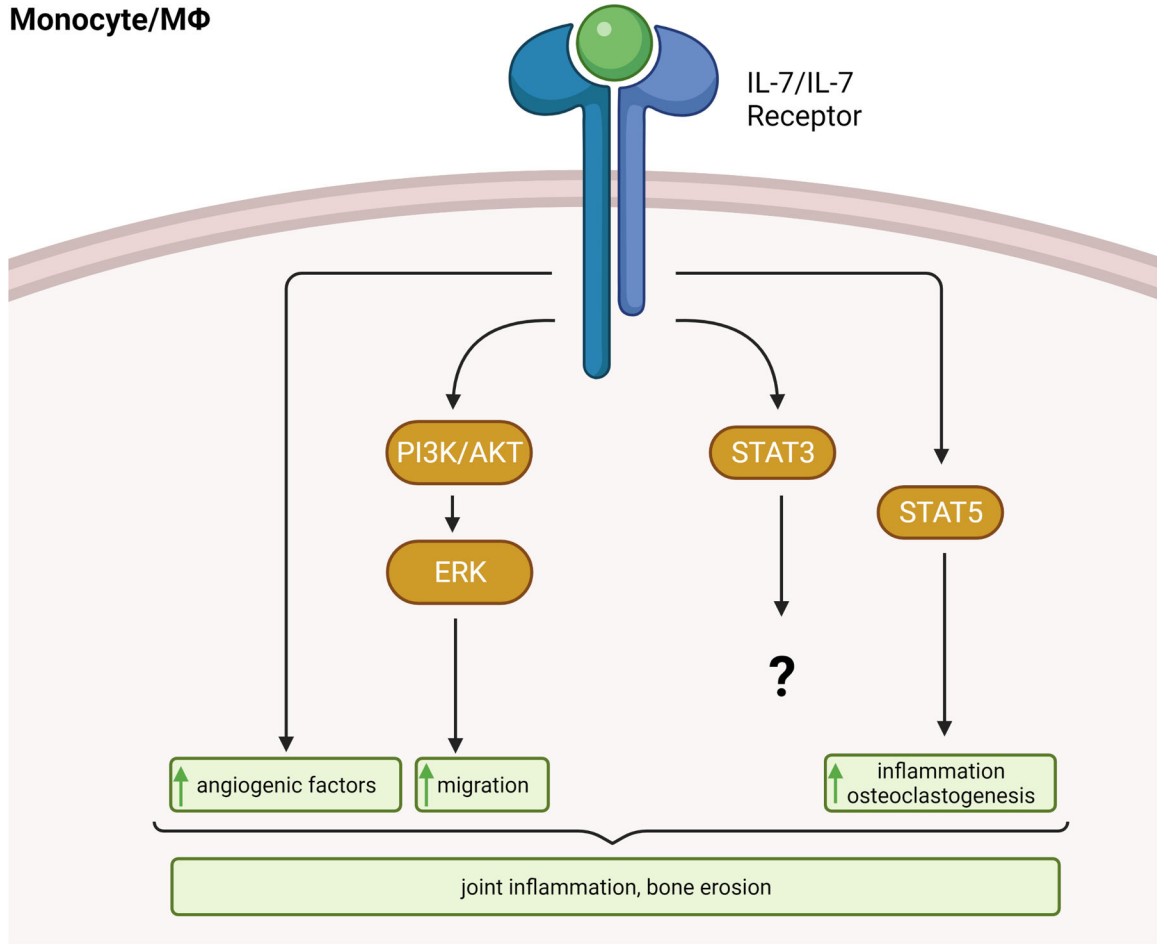 Monocyte/MΦ
IL-7/IL-7
Receptor
PI3K/AKT
STAT3
STAT5
ERK
?
angiogenic factors
migration
inflammation
osteoclastogenesis
joint inflammation, bone erosion